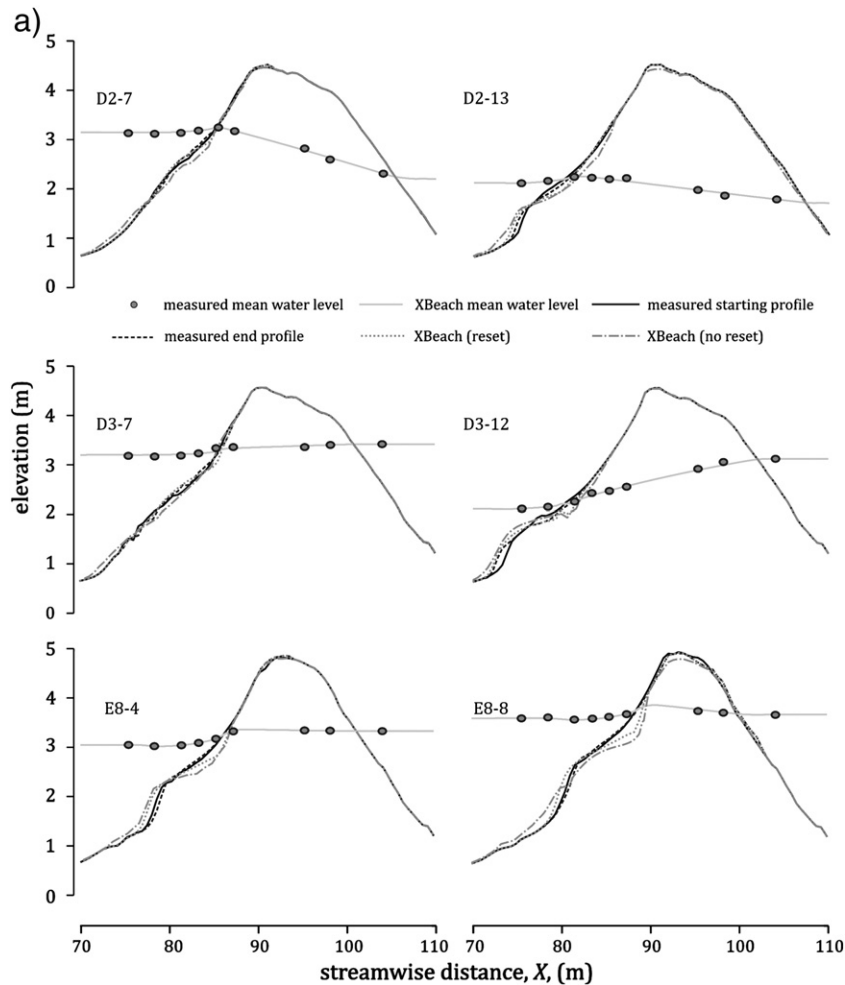 a)
5
4
3
2
1
0
D2-7
D2-13
measured mean water level
XBeach mean water level
measured starting profile
measured end profile
XBeach (reset)
XBeach (no reset)
elevation (m)
5
4
3
2
1
0
D3-7
D3-12
5
4
3
2
1
0
E8-4
E8-8
70 80 90 100 110 70 80 90 100 110
streamwise distance, X, (m)